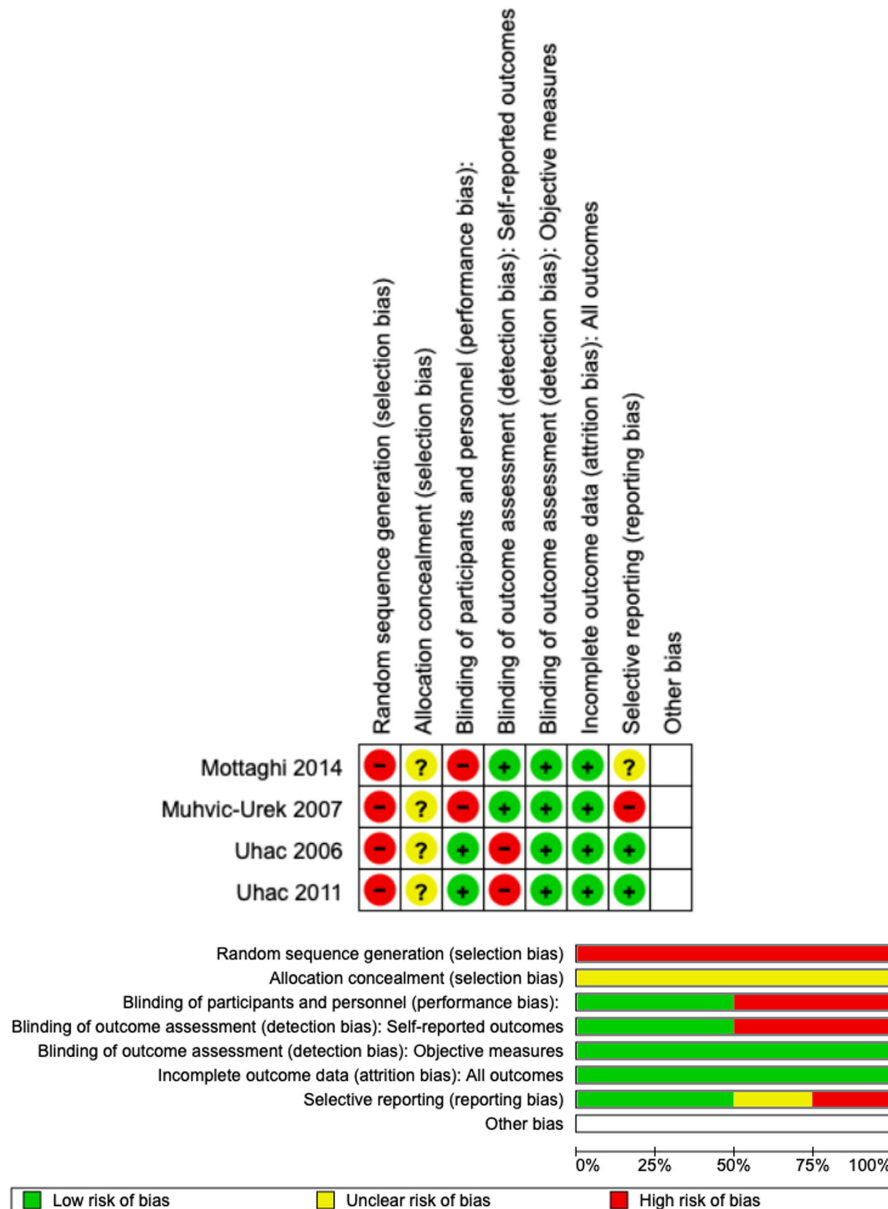 Random sequence generation (selection bias)
Allocation concealment (selection bias)
Blinding of participants and personnel (performance bias):
Blinding of outcome assessment (detection bias): Self-reported outcomes
Blinding of outcome assessment (detection bias): Objective measures
Incomplete outcome data (attrition bias): All outcomes
Selective reporting (reporting bias)
Other bias
Mottaghi 2014 - ? - + + + ?
Muhvic-Urek 2007 - ? - + + + -
Uhac 2006 - ? + - + + +
Uhac 2011 - ? + - + + +
Random sequence generation (selection bias)
Allocation concealment (selection bias)
Blinding of participants and personnel (performance bias):
Blinding of outcome assessment (detection bias): Self-reported outcomes
Blinding of outcome assessment (detection bias): Objective measures
Incomplete outcome data (attrition bias): All outcomes
Selective reporting (reporting bias)
Other bias
0% 25% 50% 75% 100%
Low risk of bias Unclear risk of bias High risk of bias